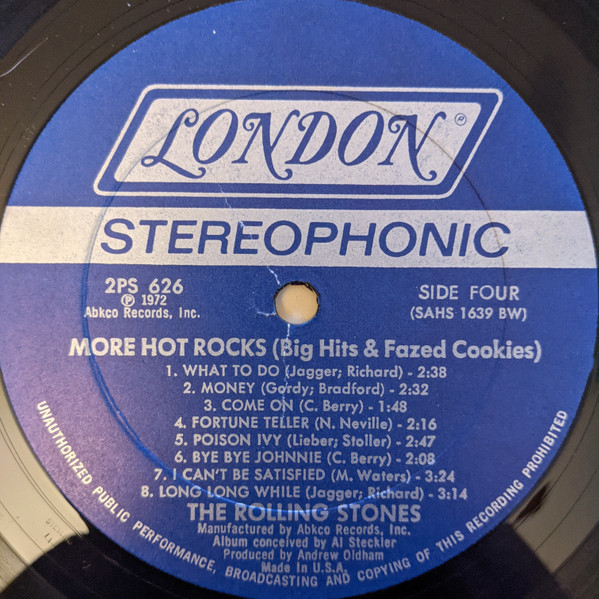 LONDON®
STEREOPHONIC
2PS 626
℗ 1972
Abkco Records, Inc.
SIDE FOUR
(SAHS 1639 BW)
MORE HOT ROCKS (Big Hits & Fazed Cookies)
1. WHAT TO DO (Jagger; Richard) - 2:38
2. MONEY (Gordy; Bradford) - 2:32
3. COME ON (C. Berry) - 1:48
4. FORTUNE TELLER (N. Neville) - 2:16
5. POISON IVY (Lieber; Stoller) - 2:47
6. BYE BYE JOHNNIE (C. Berry) - 2:08
7. I CAN'T BE SATISFIED (M. Waters) - 3:24
8. LONG LONG WHILE (Jagger; Richard) - 3:14
THE ROLLING STONES
Manufactured by Abkco Records, Inc.
Album conceived by Al Steckler
Produced by Andrew Oldham
Made in U.S.A.
UNAUTHORIZED PUBLIC PERFORMANCE, BROADCASTING AND COPYING OF THIS RECORDING PROHIBITED